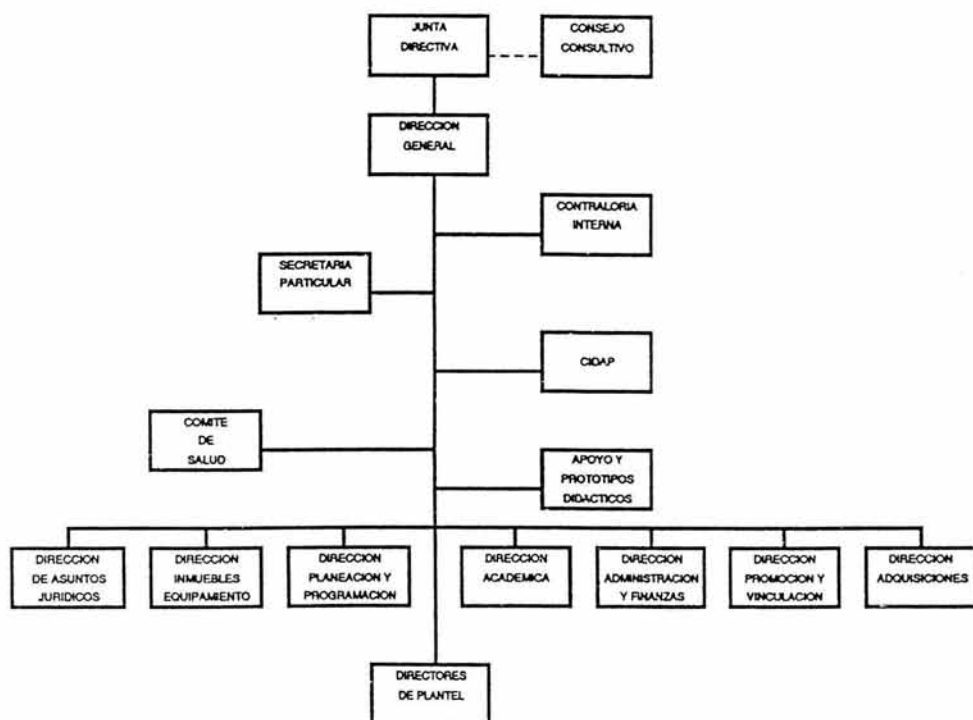 JUNTA
DIRECTIVA
CONSEJO
CONSULTIVO
DIRECCION
GENERAL
CONTRALORIA
INTERNA
SECRETARIA
PARTICULAR
CIDAP
COMITE
DE
SALUD
APOYO Y
PROTOTIPOS
DIDACTICOS
DIRECCION
DE ASUNTOS
JURIDICOS
DIRECCION
INMUEBLES
EQUIPAMIENTO
DIRECCION
PLANEACION Y
PROGRAMACION
DIRECCION
ACADEMICA
DIRECCION
ADMINISTRACION
Y FINANZAS
DIRECCION
PROMOCION Y
VINCULACION
DIRECCION
ADQUISICIONES
DIRECTORES
DE PLANTEL